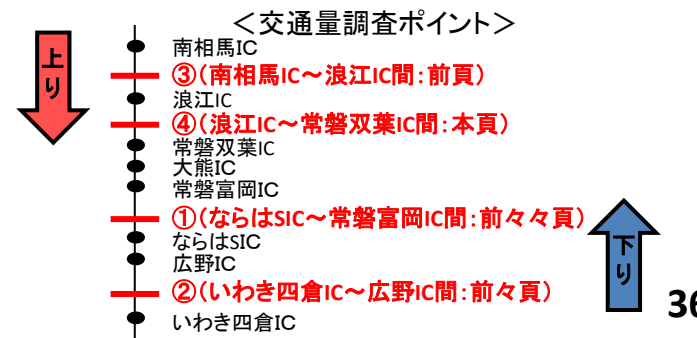 ＜交通量調査ポイント＞
上り
南相馬IC
③(南相馬IC～浪江IC間：前頁)
浪江IC
④(浪江IC～常磐双葉IC間：本頁)
常磐双葉IC
大熊IC
常磐富岡IC
①(ならはSIC～常磐富岡IC間：前々頁)
ならはSIC
広野IC
②(いわき四倉IC～広野IC間：前々頁)
いわき四倉IC
下り
36